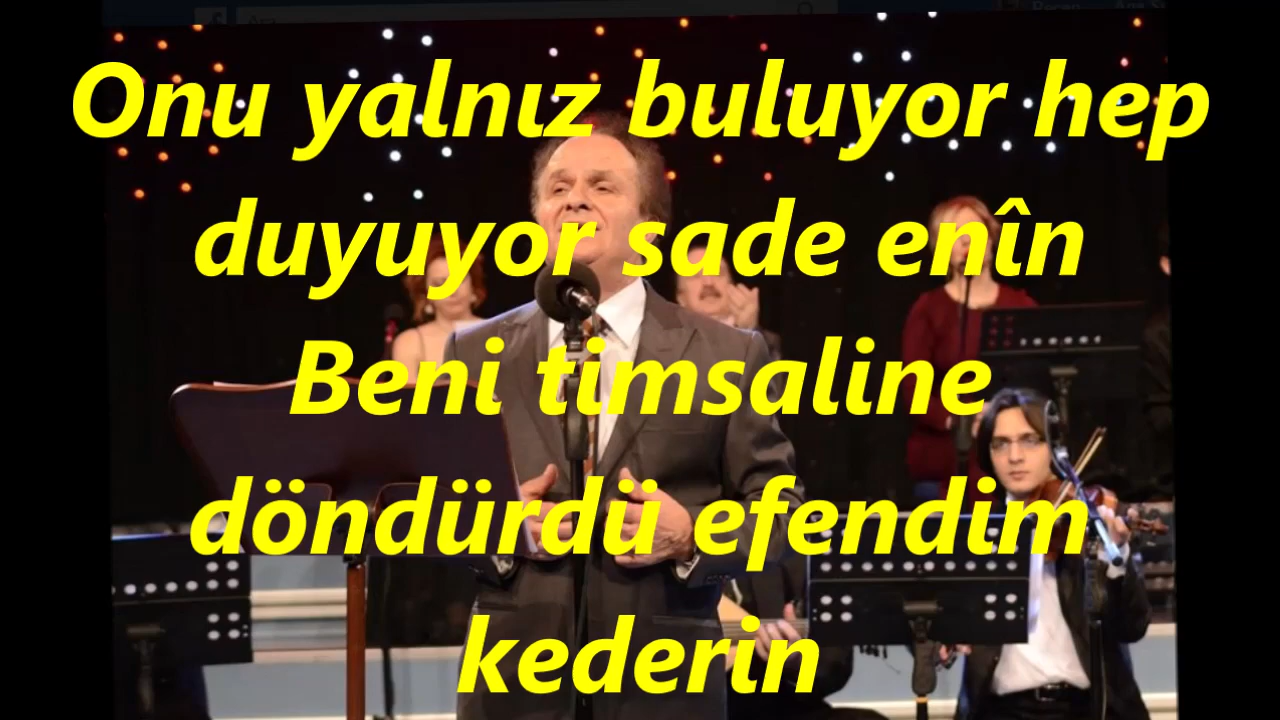 Onu yalnız buluyor hep
duyuyor sade enîn
Beni timsaline
döndürdü efendim
kederin